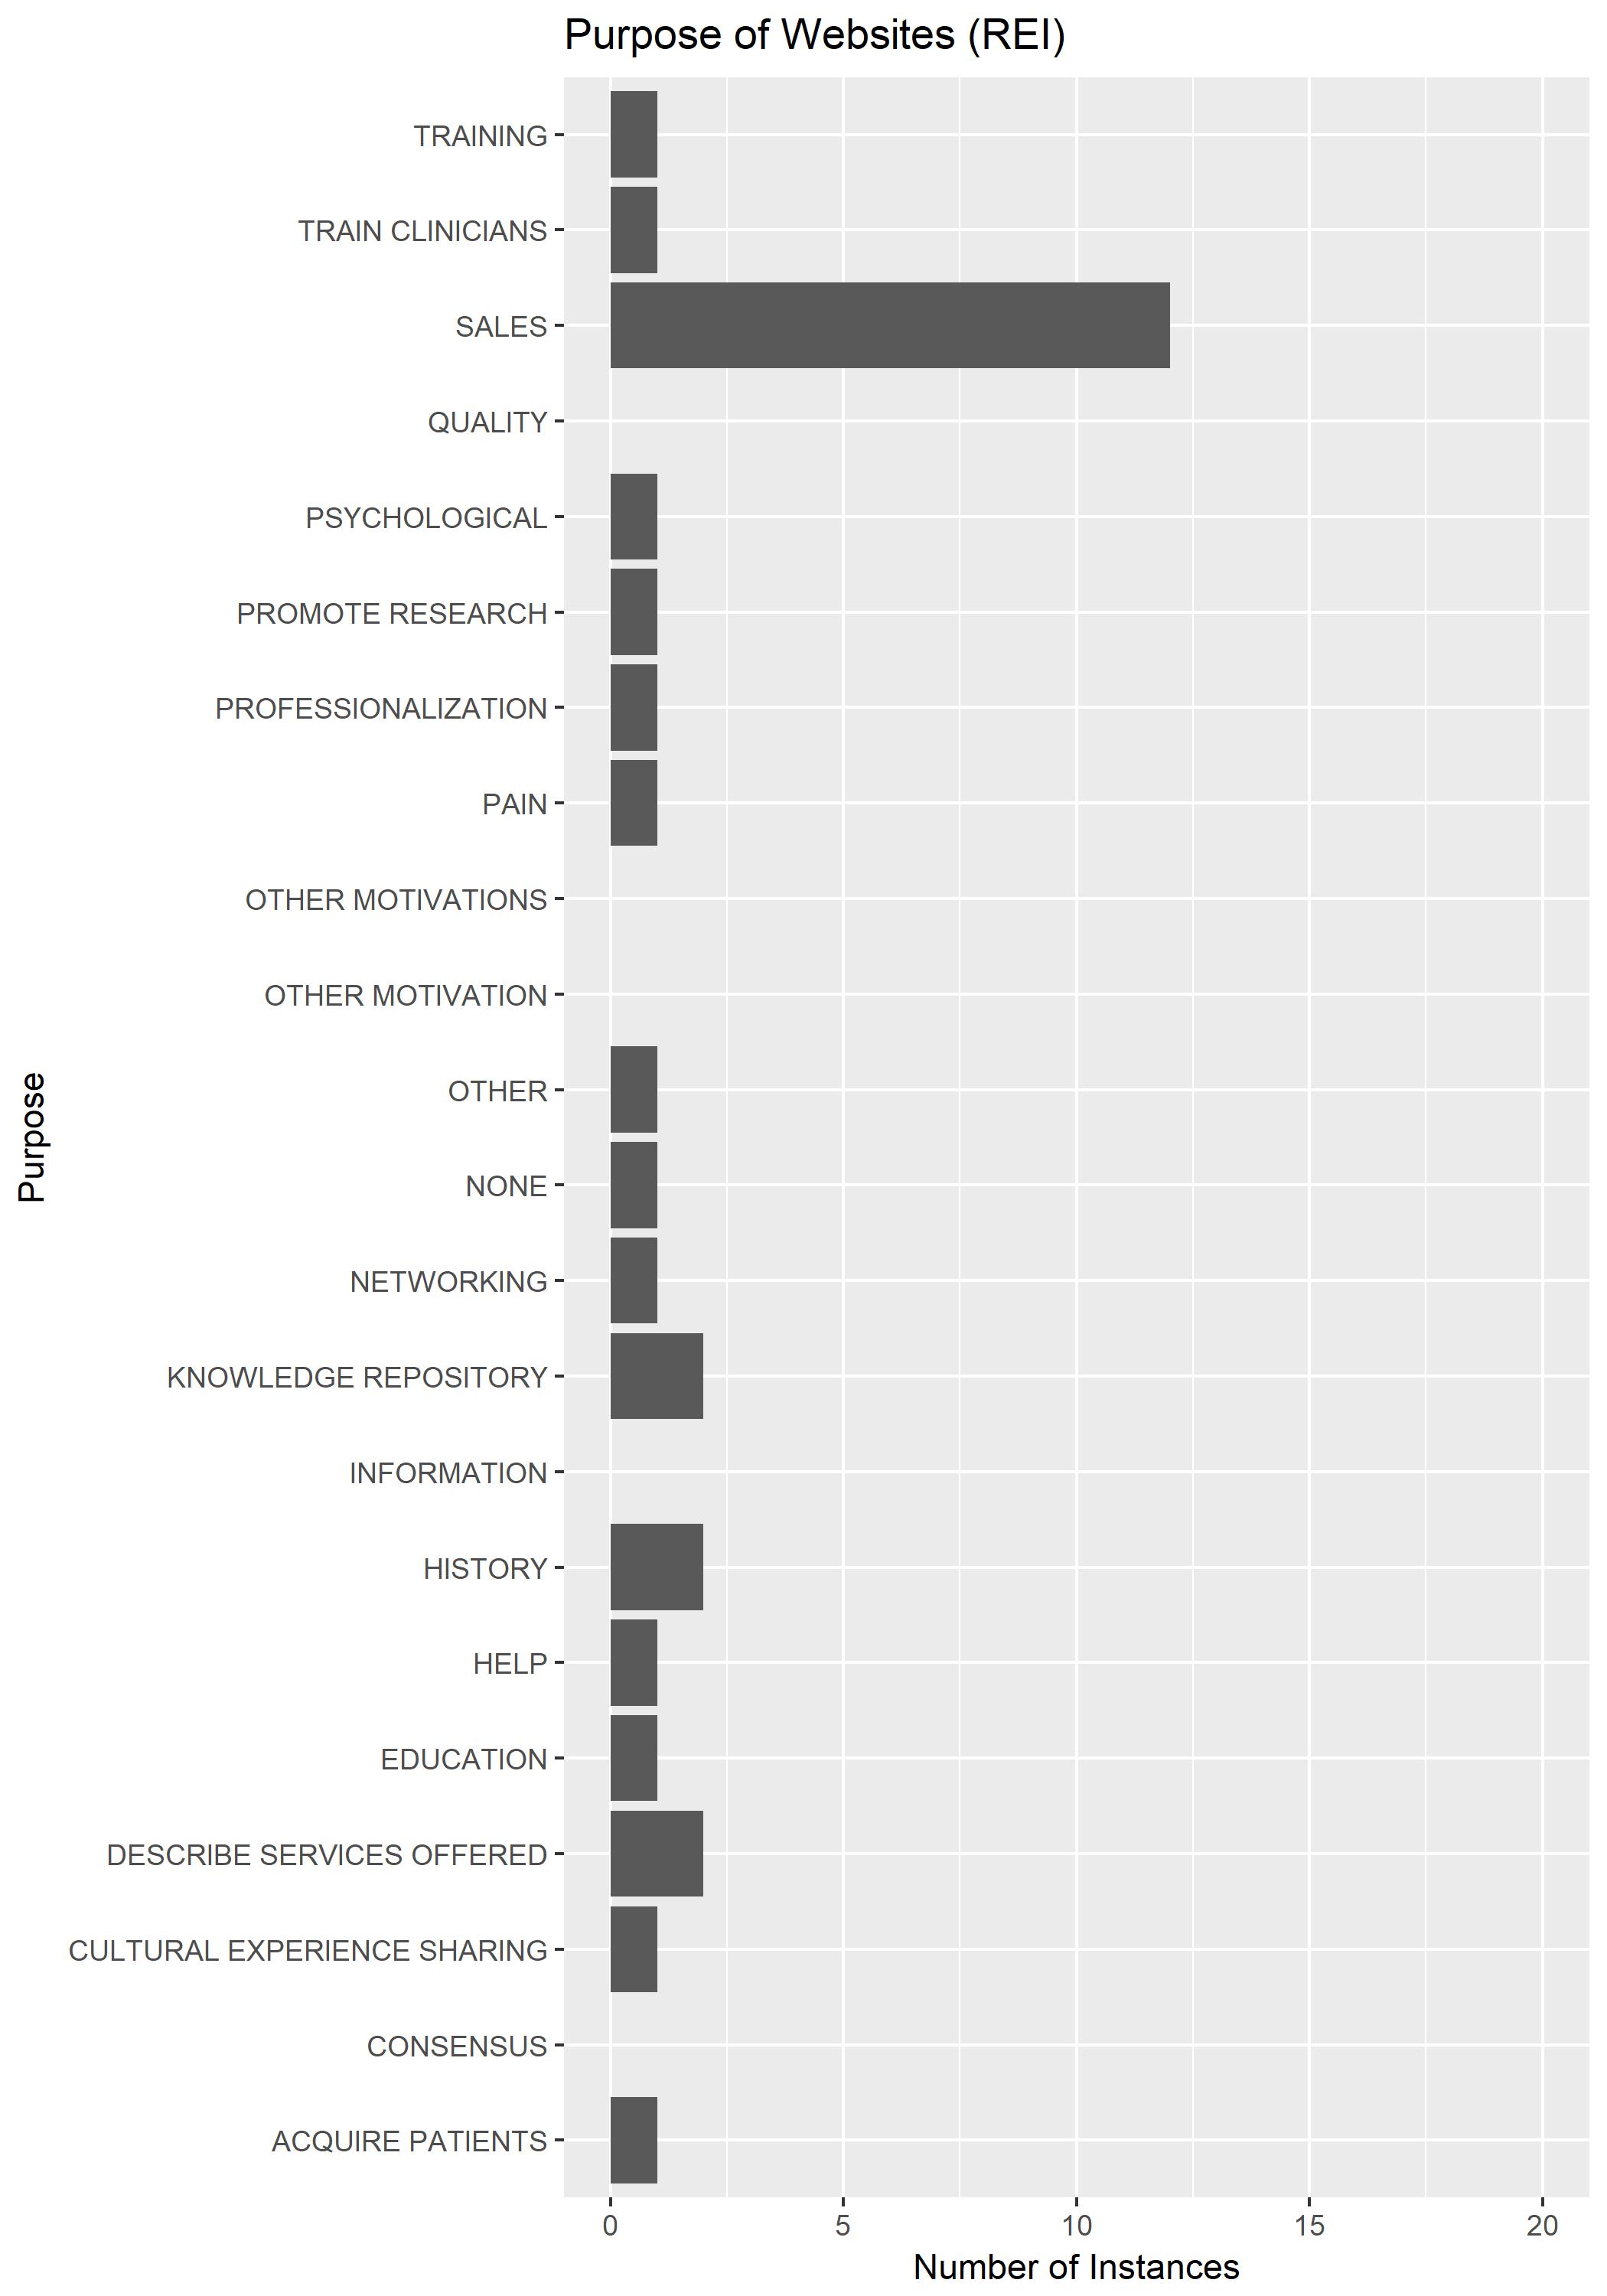 Purpose of Websites (REI)
TRAINING
TRAIN CLINICIANS
SALES
QUALITY
PSYCHOLOGICAL
PROMOTE RESEARCH
PROFESSIONALIZATION
PAIN
OTHER MOTIVATIONS
OTHER MOTIVATION
OTHER
NONE
NETWORKING
KNOWLEDGE REPOSITORY
INFORMATION
HISTORY
HELP
EDUCATION
DESCRIBE SERVICES OFFERED
CULTURAL EXPERIENCE SHARING
CONSENSUS
ACQUIRE PATIENTS
Purpose
0 5 10 15 20
Number of Instances